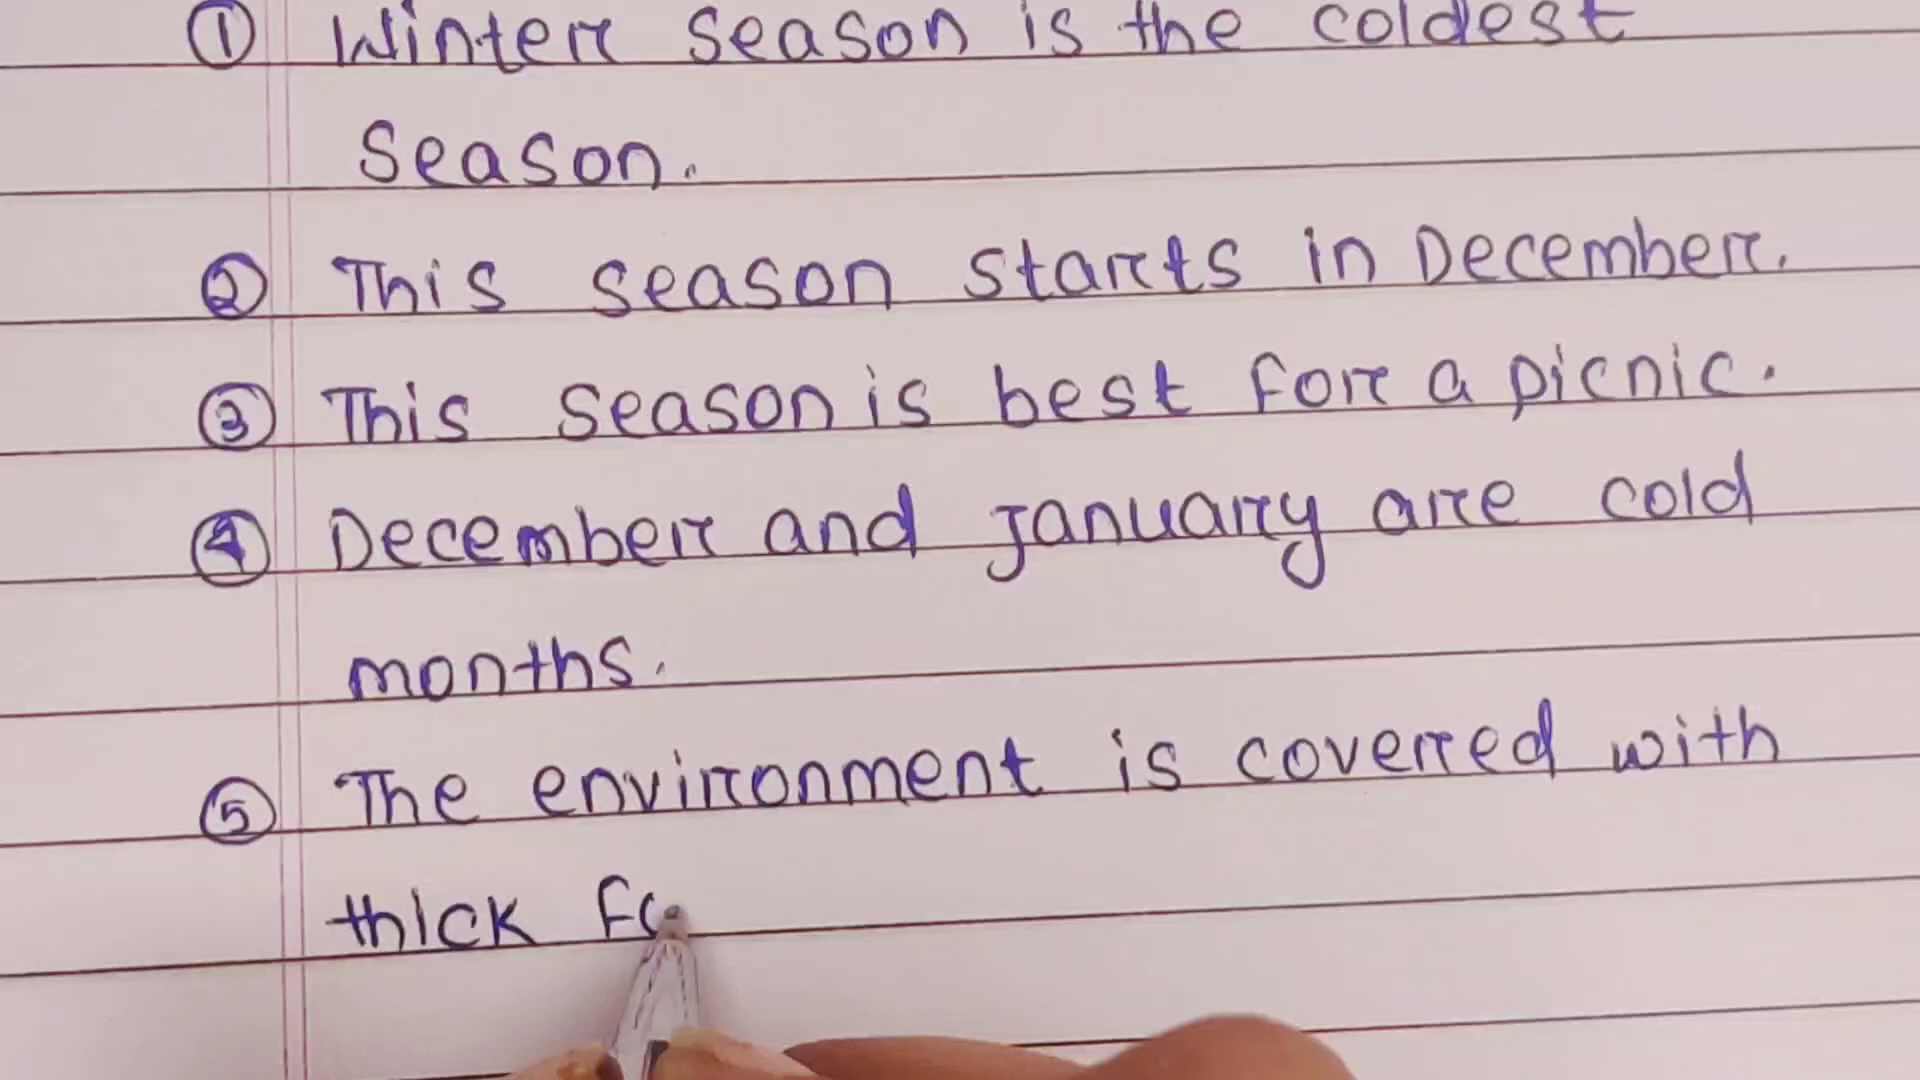 ① Winter season is the coldest
season.
② This season starts in December.
③ This season is best for a picnic.
④ December and January are cold
months.
⑤ The environment is covered with
thick